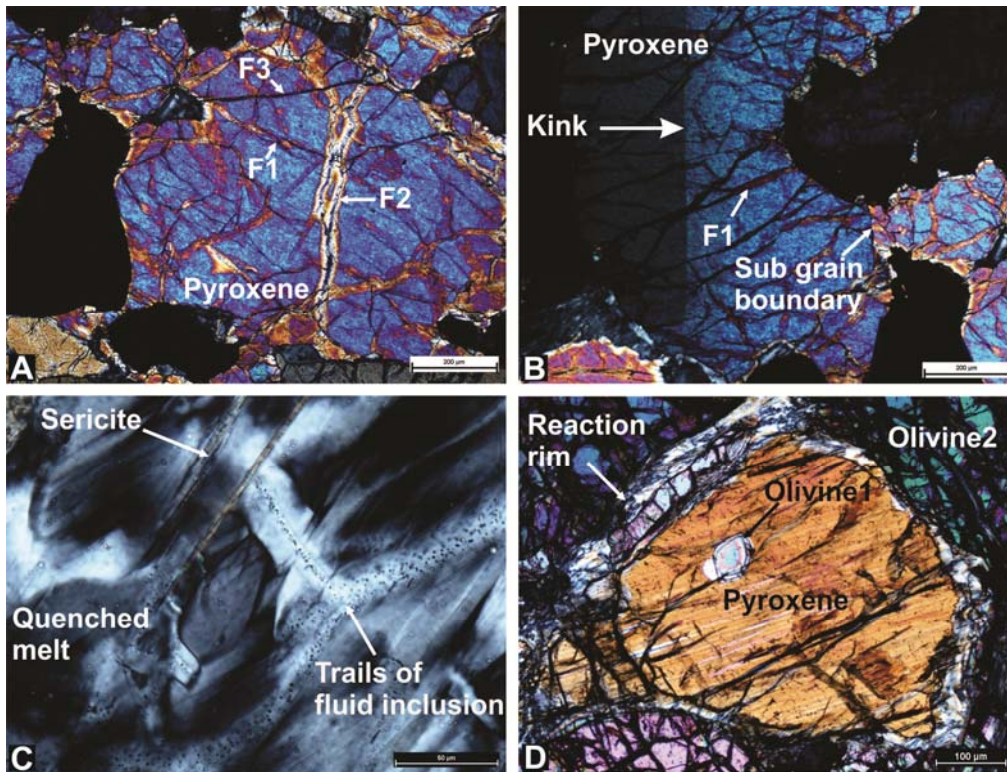 F3
F1
F2
Pyroxene
A
200 µm
Pyroxene
Kink
F1
Sub grain
boundary
B
200 µm
Sericite
Quenched
melt
Trails of
fluid inclusion
C
50 µm
Reaction
rim
Olivine2
Olivine1
Pyroxene
D
100 µm